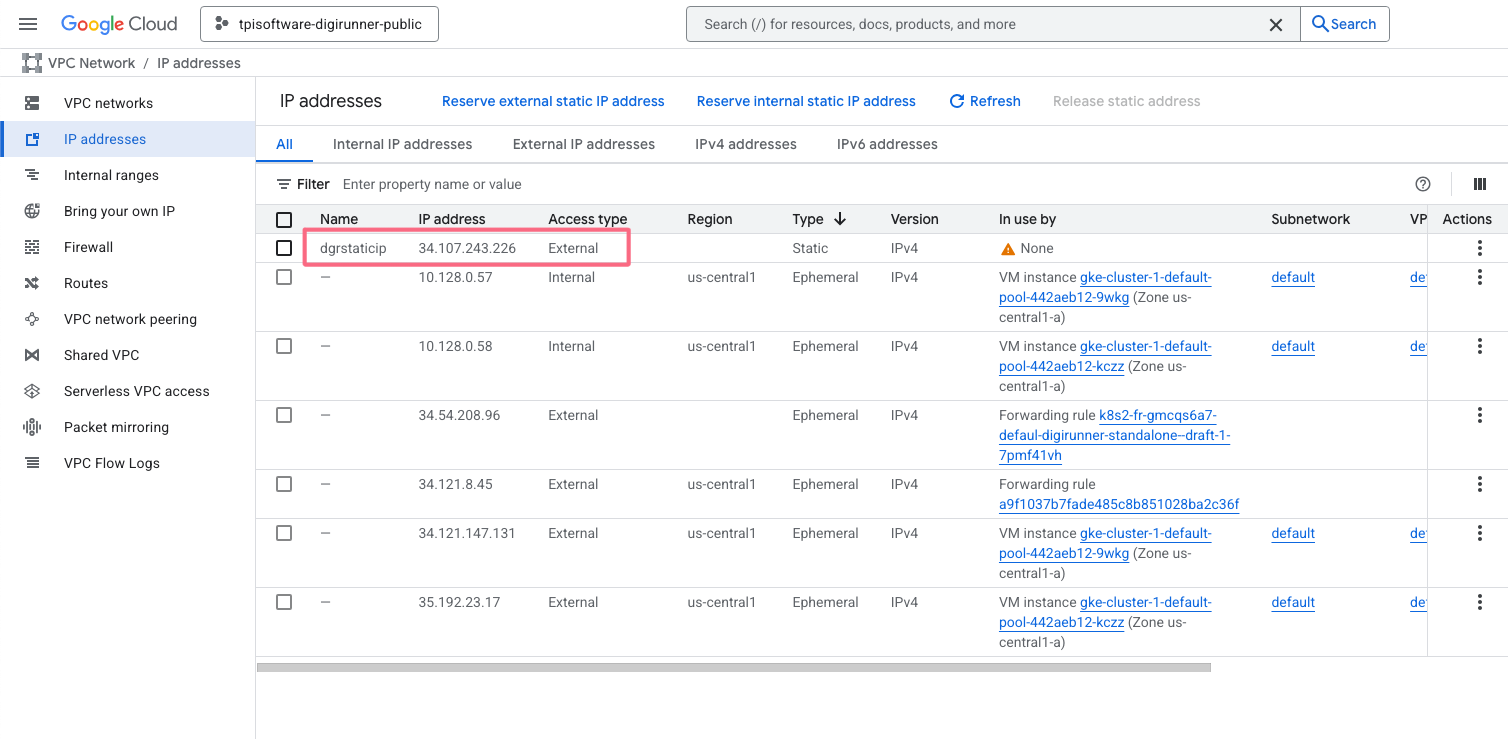 Google Cloud
tpisoftware-digirunner-public
Search (/) for resources, docs, products, and more
Search
VPC Network / IP addresses
VPC networks
IP addresses
Internal ranges
Bring your own IP
Firewall
Routes
VPC network peering
Shared VPC
Serverless VPC access
Packet mirroring
VPC Flow Logs
IP addresses
Reserve external static IP address
Reserve internal static IP address
Refresh
Release static address
All
Internal IP addresses
External IP addresses
IPv4 addresses
IPv6 addresses
Filter Enter property name or value
Name IP address Access type Region Type Version In use by Subnetwork VP Actions
dgrstaticip 34.107.243.226 External Static IPv4 None
— 10.128.0.57 Internal us-central1 Ephemeral IPv4 VM instance gke-cluster-1-default- default de
pool-442aeb12-9wkg (Zone us-
central1-a)
— 10.128.0.58 Internal us-central1 Ephemeral IPv4 VM instance gke-cluster-1-default- default de
pool-442aeb12-kczz (Zone us-
central1-a)
— 34.54.208.96 External Ephemeral IPv4 Forwarding rule k8s2-fr-gmcqs6a7-
defaul-digirunner-standalone--draft-1-
7pmf41vh
— 34.121.8.45 External us-central1 Ephemeral IPv4 Forwarding rule
a9f1037b7fade485c8b851028ba2c36f
— 34.121.147.131 External us-central1 Ephemeral IPv4 VM instance gke-cluster-1-default- default de
pool-442aeb12-9wkg (Zone us-
central1-a)
— 35.192.23.17 External us-central1 Ephemeral IPv4 VM instance gke-cluster-1-default- default de
pool-442aeb12-kczz (Zone us-
central1-a)